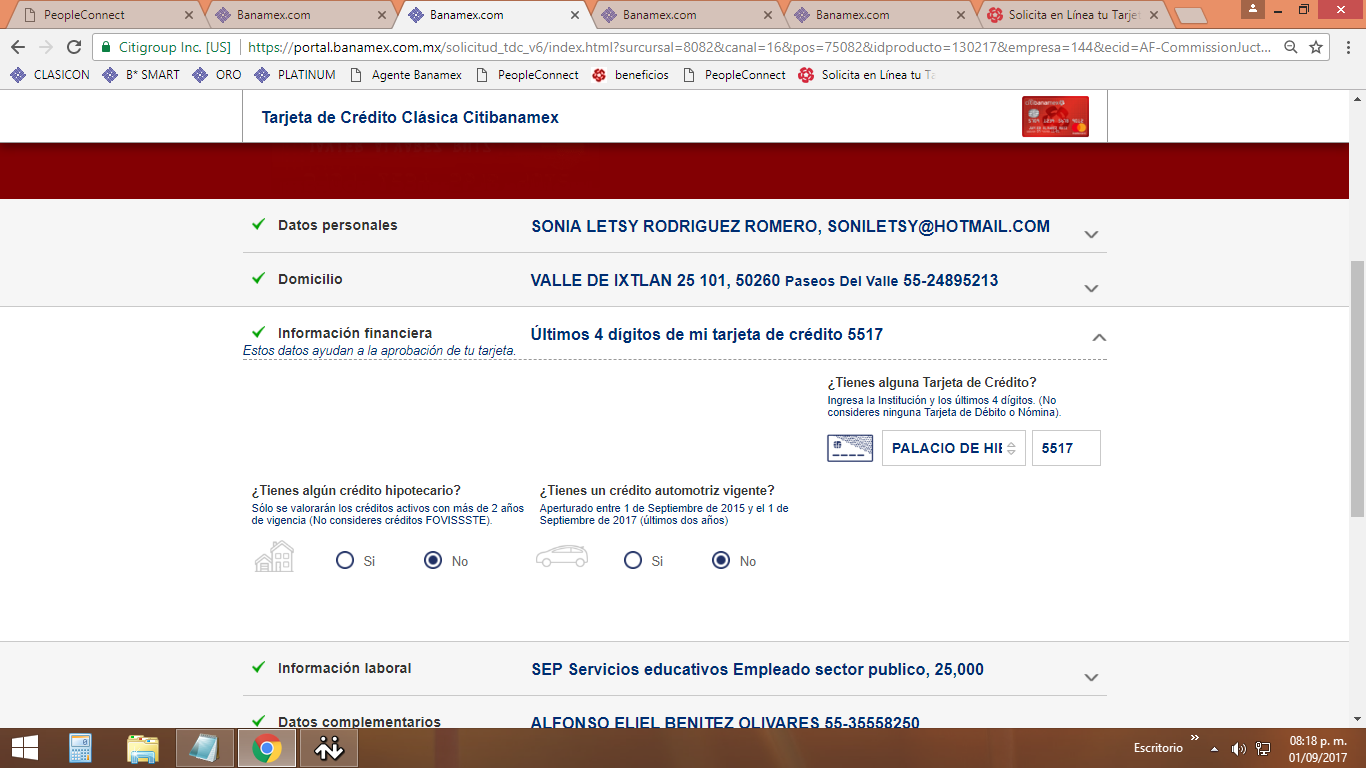 PeopleConnect
Banamex.com
Banamex.com
Banamex.com
Banamex.com
Solicita en Línea tu Tarje
Citigroup Inc. [US]
https://portal.banamex.com.mx/solicitud_tdc_v6/index.html?surcursal=8082&canal=16&pos=75082&idproducto=130217&empresa=144&ecid=AF-CommissionJuct...
CLASICON
B* SMART
ORO
PLATINUM
Agente Banamex
PeopleConnect
beneficios
PeopleConnect
Solicita en Línea tu Ta
Tarjeta de Crédito Clásica Citibanamex
Datos personales
SONIA LETSY RODRIGUEZ ROMERO, SONILETSY@HOTMAIL.COM
Domicilio
VALLE DE IXTLAN 25 101, 50260 Paseos Del Valle 55-24895213
Información financiera
Últimos 4 dígitos de mi tarjeta de crédito 5517
Estos datos ayudan a la aprobación de tu tarjeta.
¿Tienes alguna Tarjeta de Crédito?
Ingresa la Institución y los últimos 4 dígitos. (No
consideres ninguna Tarjeta de Débito o Nómina).
PALACIO DE HIE
5517
¿Tienes algún crédito hipotecario?
Sólo se valorarán los créditos activos con más de 2 años
de vigencia (No consideres créditos FOVISSSTE).
Si
No
¿Tienes un crédito automotriz vigente?
Aperturado entre 1 de Septiembre de 2015 y el 1 de
Septiembre de 2017 (últimos dos años)
Si
No
Información laboral
SEP Servicios educativos Empleado sector publico, 25,000
Datos complementarios
ALFONSO ELIEL BENITEZ OLIVARES 55-35558250
Escritorio
08:18 p. m.
01/09/2017